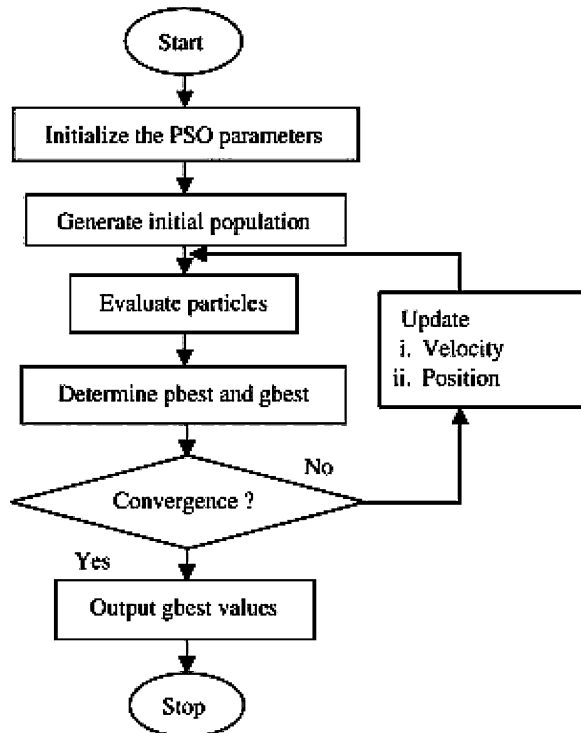 Start
Initialize the PSO parameters
Generate initial population
Evaluate particles
Update
i. Velocity
ii. Position
Determine pbest and gbest
No
Convergence ?
Yes
Output gbest values
Stop